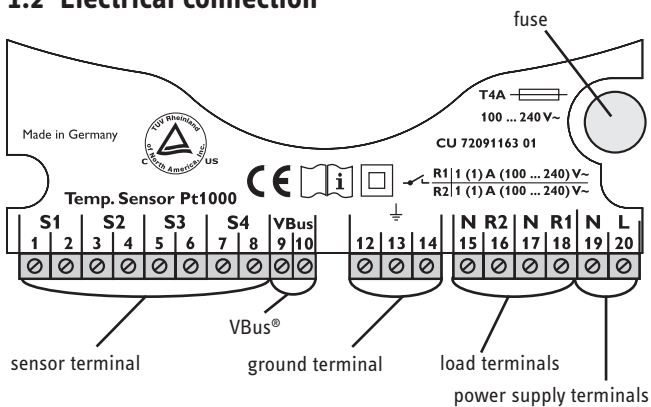 1.2 Electrical connection
fuse
T4A
100 ... 240 V~
Made in Germany
TÜV Rheinland
of North America, Inc.
C US
CU 72091163 01
CE
i
R1 1 (1) A (100 ... 240) V~
R2 1 (1) A (100 ... 240) V~
Temp. Sensor Pt1000
S1 S2 S3 S4 VBus N R2 N R1 N L
1 2 3 4 5 6 7 8 9 10 12 13 14 15 16 17 18 19 20
VBus®
sensor terminal ground terminal load terminals
power supply terminals